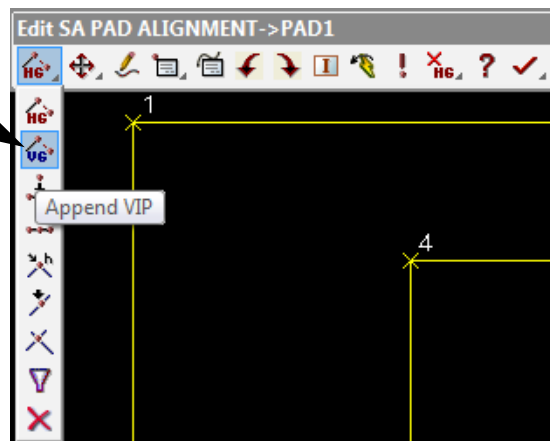 Edit SA PAD ALIGNMENT->PAD1
HG HG ?
HG
VG
Append VIP
h
1
4